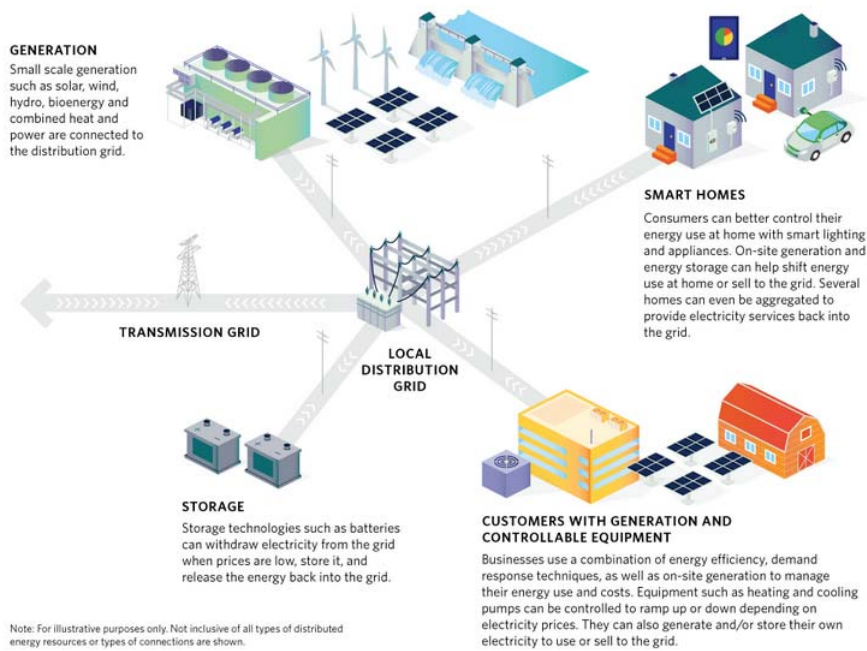 GENERATION
Small scale generation
such as solar, wind,
hydro, bioenergy and
combined heat and
power are connected to
the distribution grid.
SMART HOMES
Consumers can better control their
energy use at home with smart lighting
and appliances. On-site generation and
energy storage can help shift energy
use at home or sell to the grid. Several
homes can even be aggregated to
provide electricity services back into
the grid.
TRANSMISSION GRID
LOCAL
DISTRIBUTION
GRID
STORAGE
Storage technologies such as batteries
can withdraw electricity from the grid
when prices are low, store it, and
release the energy back into the grid.
CUSTOMERS WITH GENERATION AND
CONTROLLABLE EQUIPMENT
Businesses use a combination of energy efficiency, demand
response techniques, as well as on-site generation to manage
their energy use and costs. Equipment such as heating and cooling
pumps can be controlled to ramp up or down depending on
electricity prices. They can also generate and/or store their own
electricity to use or sell to the grid.
Note: For illustrative purposes only. Not inclusive of all types of distributed
energy resources or types of connections are shown.